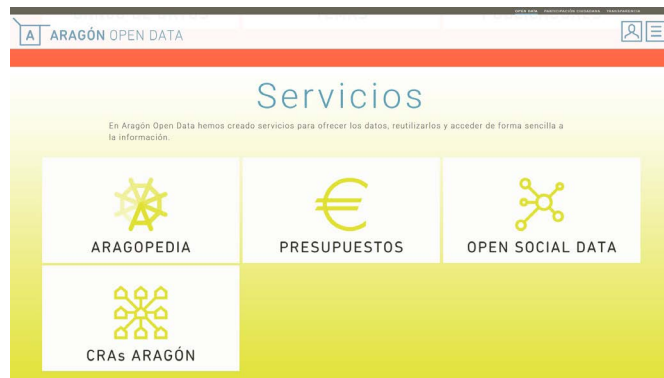 OPEN DATA PARTICIPACIÓN CIUDADANA TRANSPARENCIA
A ARAGÓN OPEN DATA
Servicios
En Aragón Open Data hemos creado servicios para ofrecer los datos, reutilizarlos y acceder de forma sencilla a
la información.
ARAGOPEDIA PRESUPUESTOS OPEN SOCIAL DATA
CRAs ARAGÓN